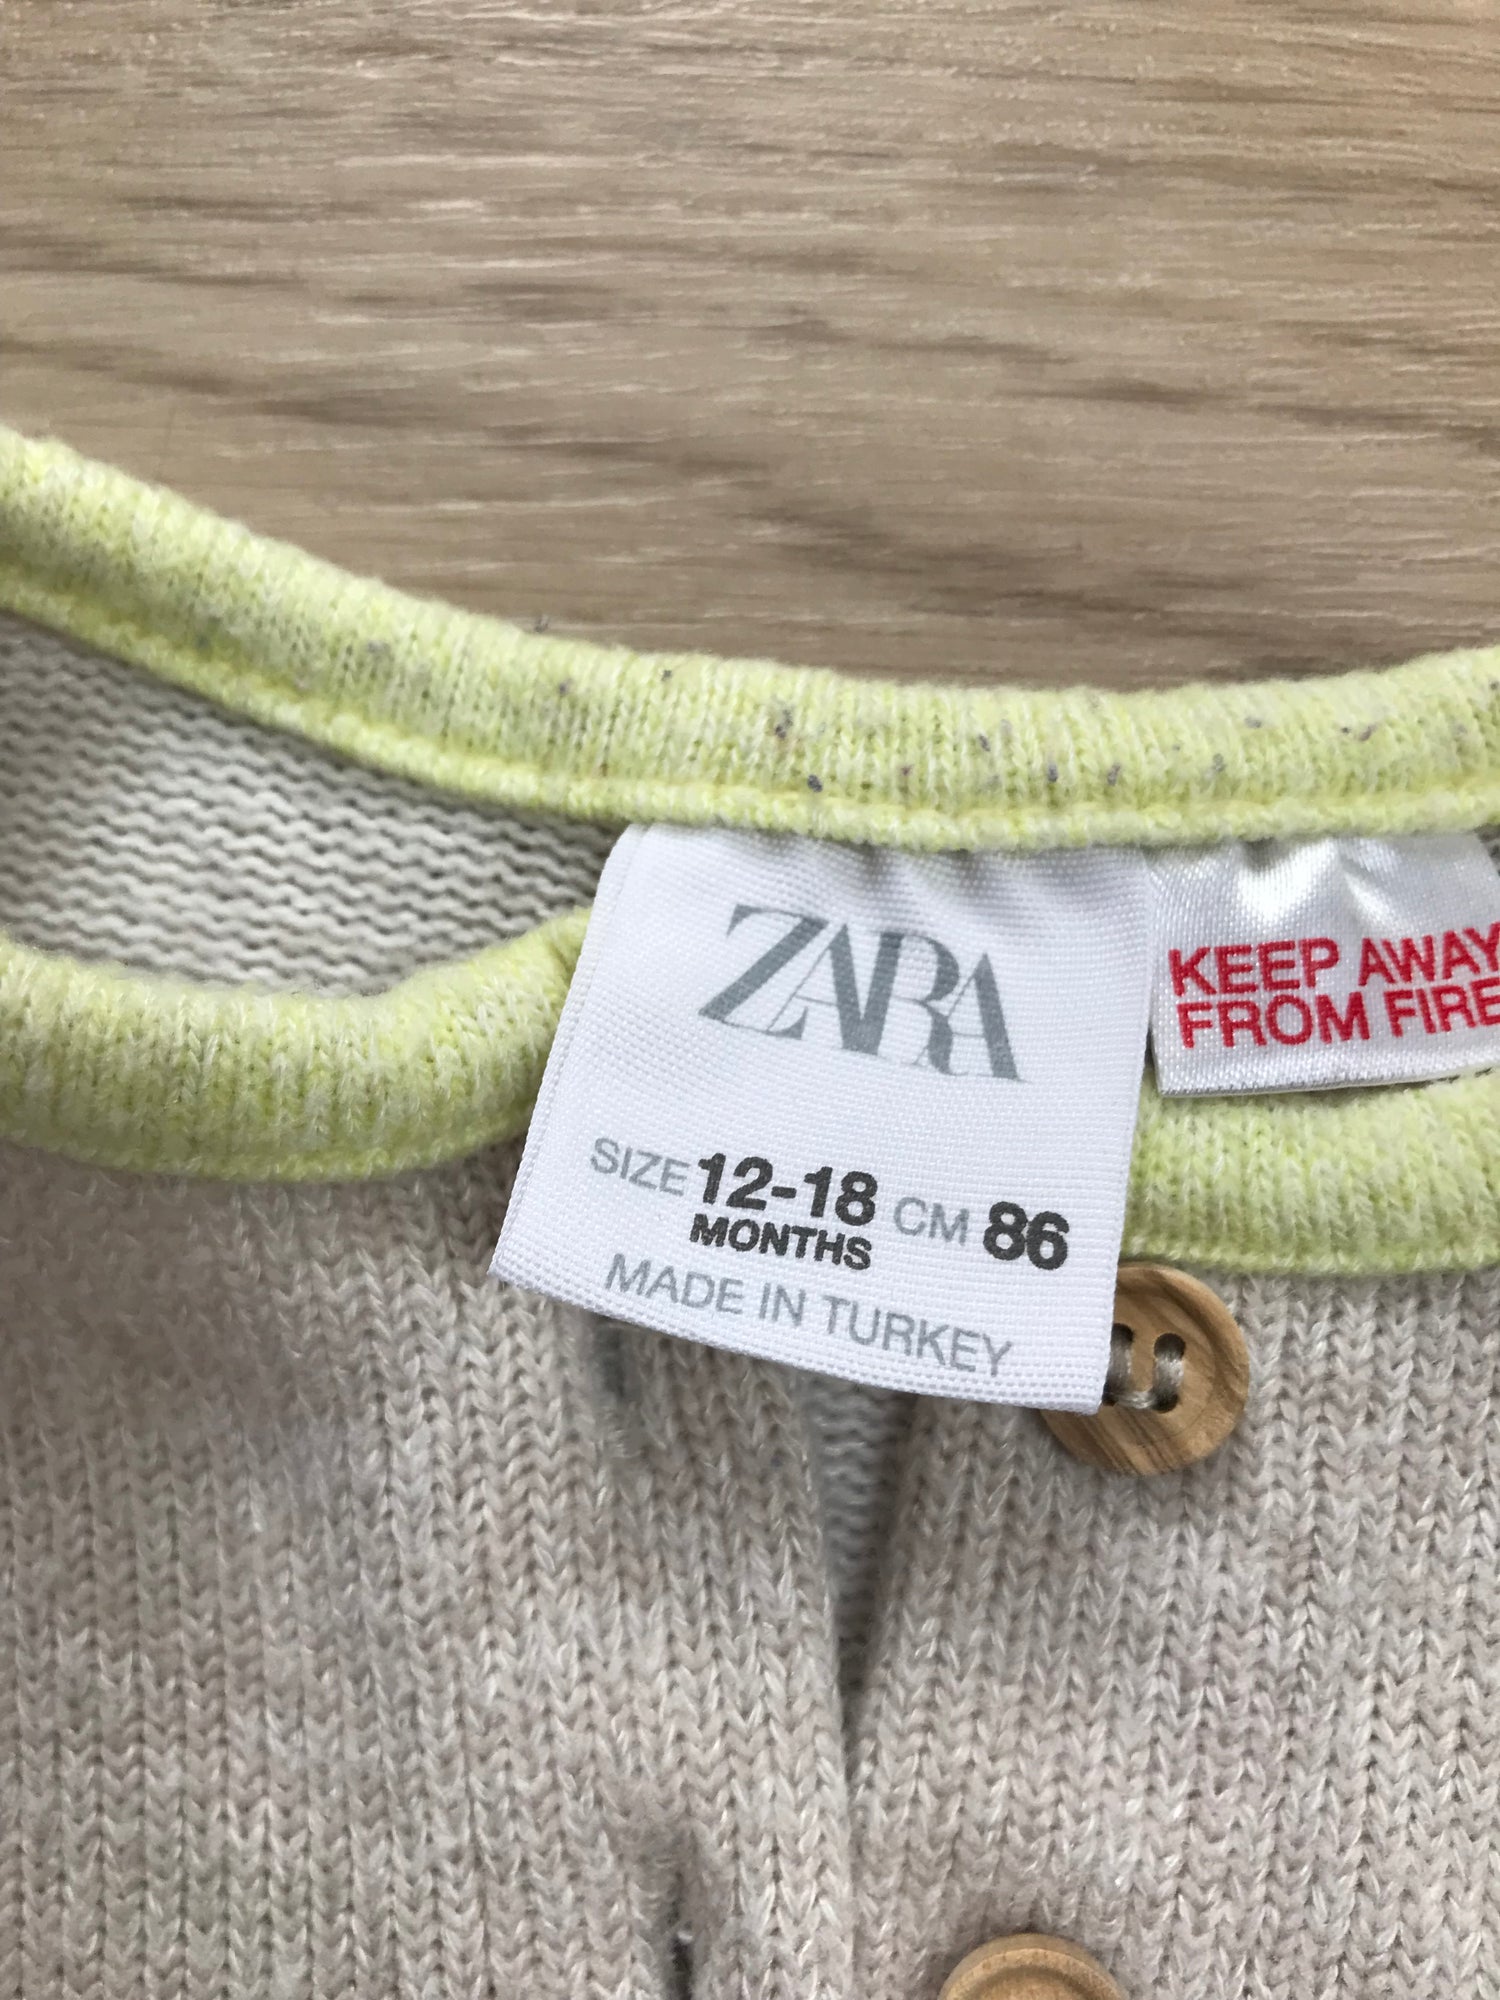 ZARA
SIZE 12-18 CM 86
MONTHS
MADE IN TURKEY
KEEP AWAY
FROM FIRE